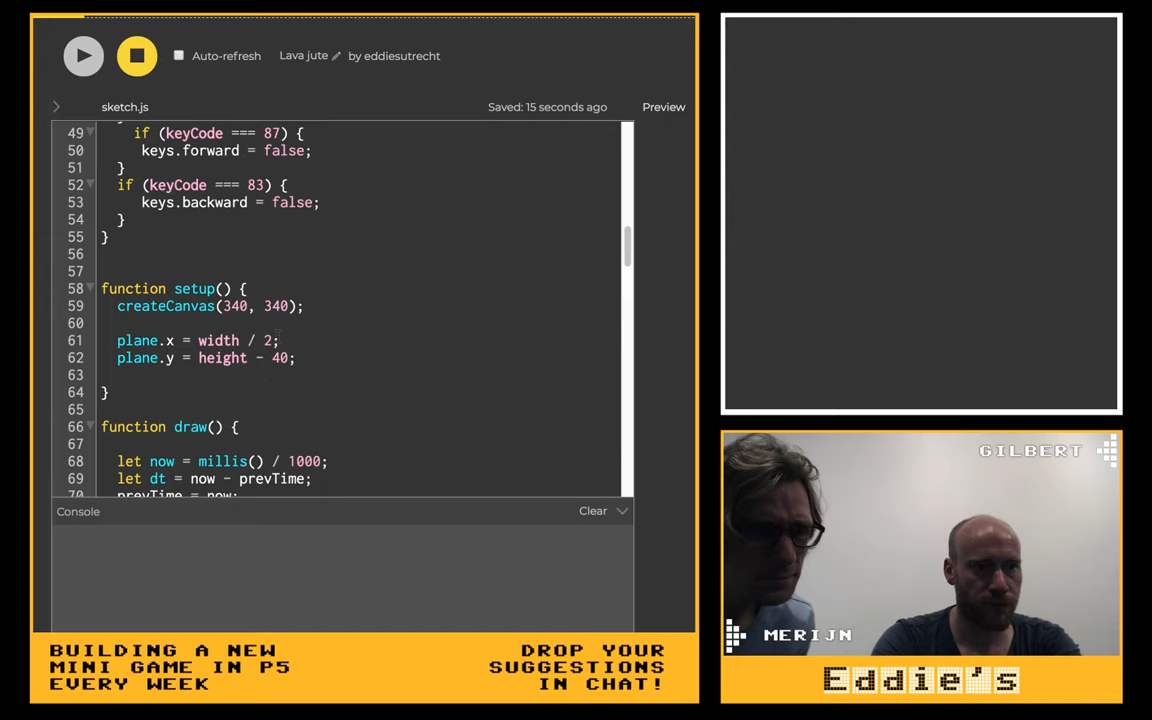 Auto-refresh Lava jute by eddiesutrecht
sketch.js Saved: 15 seconds ago Preview
49 if (keyCode === 87) {
50 keys.forward = false;
51 }
52 if (keyCode === 83) {
53 keys.backward = false;
54 }
55 }
56
57
58 function setup() {
59 createCanvas(340, 340);
60
61 plane.x = width / 2;
62 plane.y = height - 40;
63
64 }
65
66 function draw() {
67
68 let now = millis() / 1000;
69 let dt = now - prevTime;
70 prevTime = now;
Console Clear
GILBERT
MERIJN
BUILDING A NEW
MINI GAME IN P5
EVERY WEEK
DROP YOUR
SUGGESTIONS
IN CHAT!
Eddie's